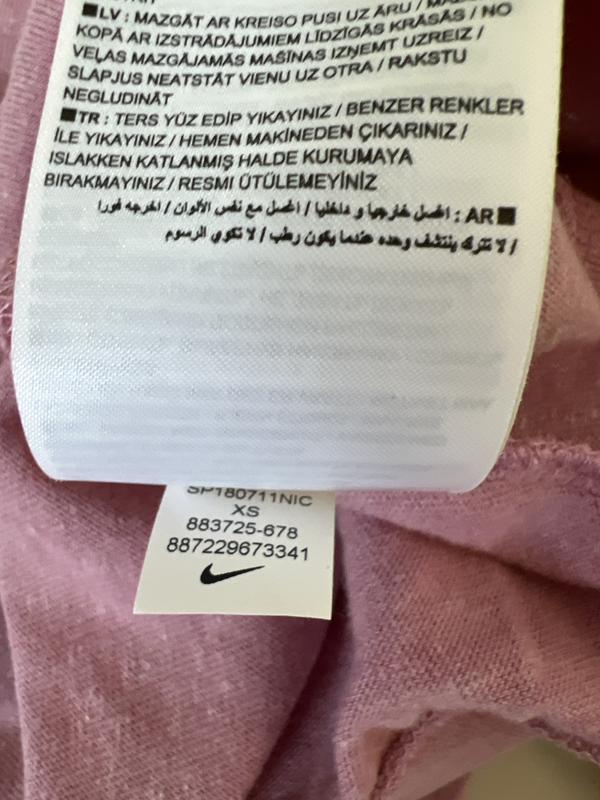 ■LV : MAZGĀT AR KREISO PUSI UZ ĀRU /
KOPĀ AR IZSTRĀDĀJUMIEM LĪDZĪGĀS KRĀSĀS / NO
VEĻAS MAZGĀJAMĀS MAŠĪNAS IZŅEMT UZREIZ /
SLAPJUS NEATSTĀT VIENU UZ OTRA / RAKSTU
NEGLUDINĀT
■TR : TERS YÜZ EDİP YIKAYINIZ / BENZER RENKLER
İLE YIKAYINIZ / HEMEN MAKİNEDEN ÇIKARINIZ /
ISLAKKEN KATLANMIŞ HALDE KURUMAYA
BIRAKMAYINIZ / RESMI ÜTÜLEMEYİNİZ
■AR : اغسل خارجيا و داخليا / اغسل مع نفس الألوان / اخرجه فورا
/ لا تترك ينتشف وحده عندما يكون رطب / لا تكوي الرسوم
SP180711NIC
XS
883725-678
887229673341